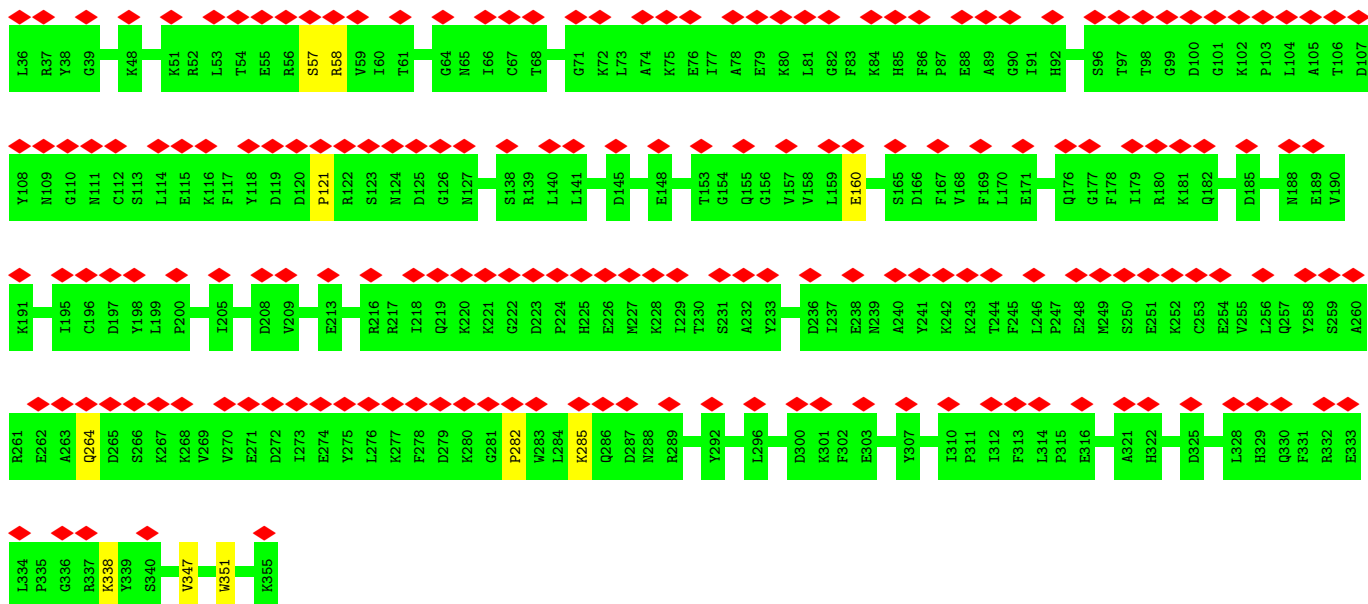 L36 R37 Y38 G39 K48 K51 R52 L53 T54 E55 R56 S57 R58 V59 I60 T61 G64 N65 I66 C67 T68 G71 K72 L73 A74 K75 E76 I77 A78 E79 K80 L81 G82 F83 K84 H85 F86 P87 E88 A89 G90 I91 H92 S96 T97 T98 G99 D100 G101 K102 P103 L104 A105 T106 D107
Y108 N109 G110 N111 C112 S113 L114 E115 K116 F117 Y118 D119 D120 P121 R122 S123 N124 D125 G126 N127 S138 R139 L140 L141 D145 E148 T153 G154 Q155 G156 V157 V158 L159 E160 S165 D166 F167 V168 F169 L170 E171 Q176 G177 F178 I179 R180 K181 Q182 D185 N188 E189 V190
K191 I195 C196 D197 Y198 L199 P200 I205 D208 V209 E213 R216 R217 I218 Q219 K220 K221 G222 D223 P224 H225 E226 M227 K228 I229 T230 S231 A232 Y233 D236 I237 E238 N239 A240 Y241 K242 K243 T244 F245 L246 P247 E248 M249 S250 E251 K252 C253 E254 V255 L256 Q257 Y258 S259 A260
R261 E262 A263 Q264 D265 S266 K267 K268 V269 V270 E271 D272 I273 E274 Y275 L276 K277 F278 D279 K280 G281 P282 W283 L284 K285 Q286 D287 N288 R289 Y292 L296 D300 K301 F302 E303 Y307 I310 P311 I312 F313 L314 P315 E316 A321 H322 D325 L328 H329 Q330 F331 R332 E333
L334 P335 G336 R337 K338 Y339 S340 V347 W351 K355